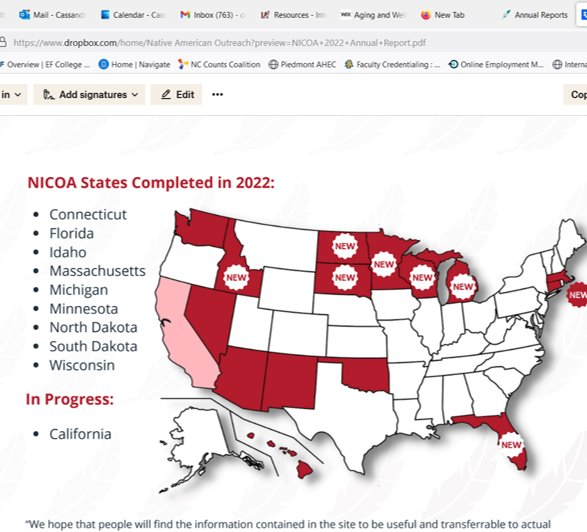 Mail - Cassand
Calendar - Cas
Inbox (763) - c
Resources - Int
Aging and We
New Tab
Annual Reports
https://www.dropbox.com/home/Native American Outreach?preview=NICOA+2022+Annual+Report.pdf
Overview | EF College ...
Home | Navigate
NC Counts Coalition
Piedmont AHEC
Faculty Credentialing : ...
Online Employment M...
Interna
in
Add signatures
Edit
Cop
NICOA States Completed in 2022:
• Connecticut
• Florida
• Idaho
• Massachusetts
• Michigan
• Minnesota
• North Dakota
• South Dakota
• Wisconsin
In Progress:
• California
NEW
NEW
NEW
NEW
NEW
NEW
NEW
NEW
“We hope that people will find the information contained in the site to be useful and transferrable to actual